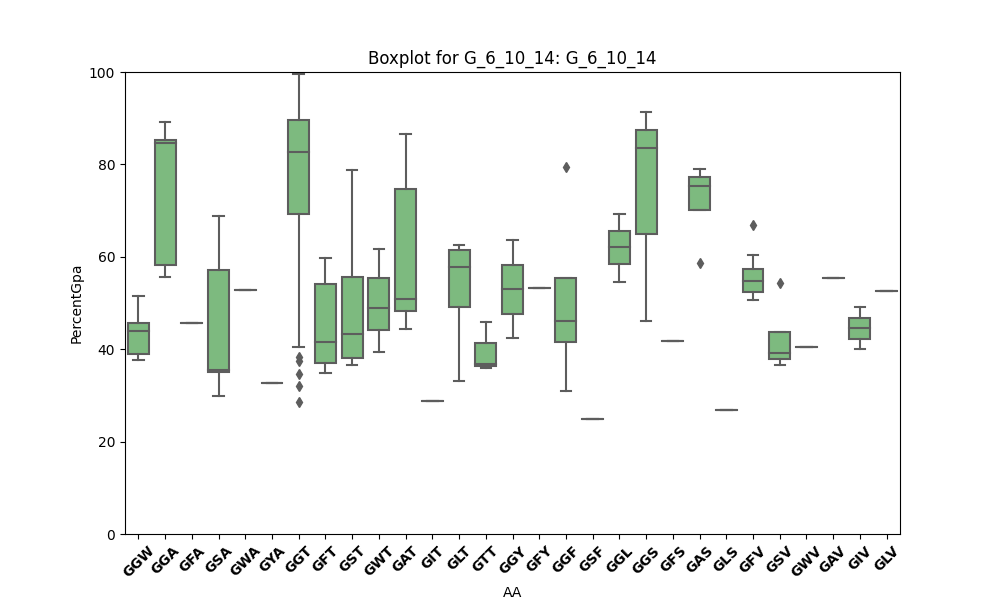 Boxplot for G_6_10_14: G_6_10_14
100
80
60
40
20
0
PercentGpa
GGW GGA GFA GSA GWA GYA GGT GFT GST GWT GAT GIT GLT GTT GGY GFY GGF GSF GGL GGS GFS GAS GLS GFV GSV GWV GAV GIV GLV
AA